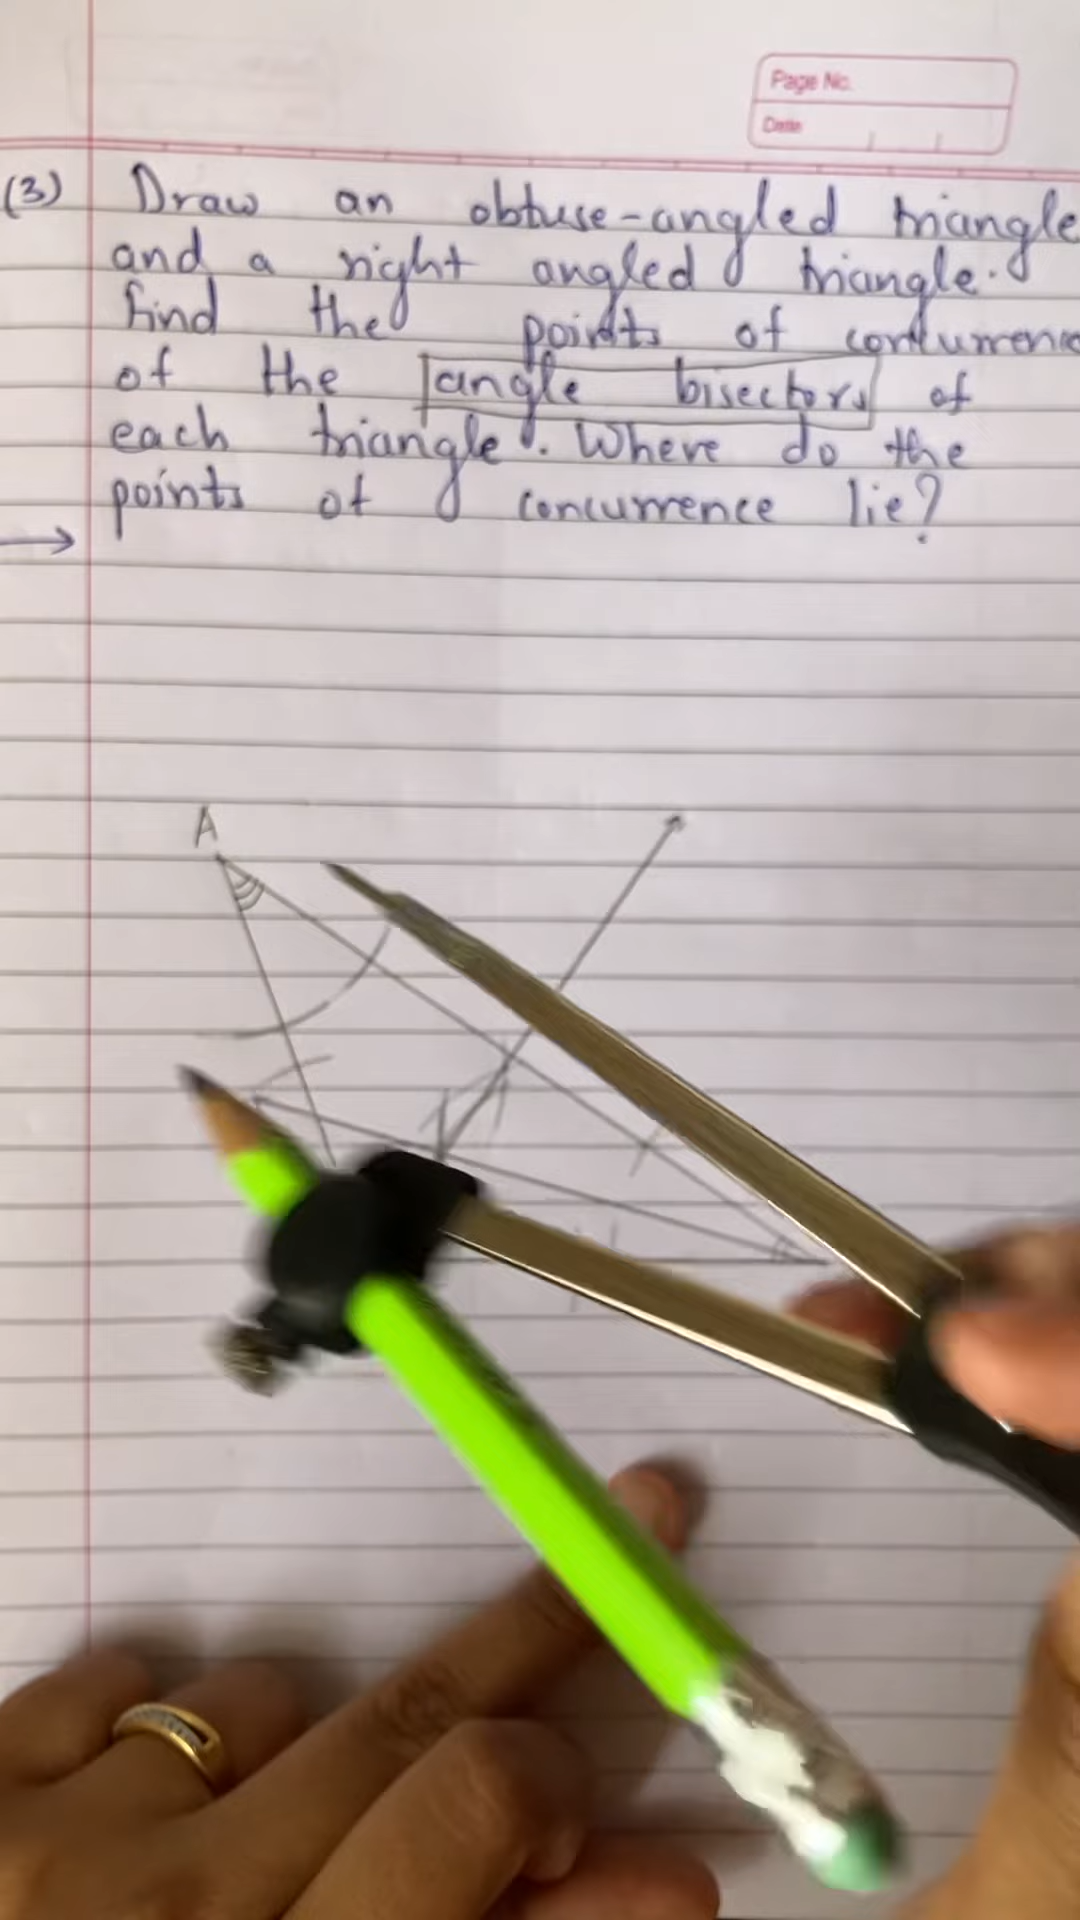 Page No.
Date
(3) Draw an obtuse-angled triangle
and a right angled triangle.
find the points of
of the angle bisectors of
each triangle. Where do the
points of concurrence lie?
A